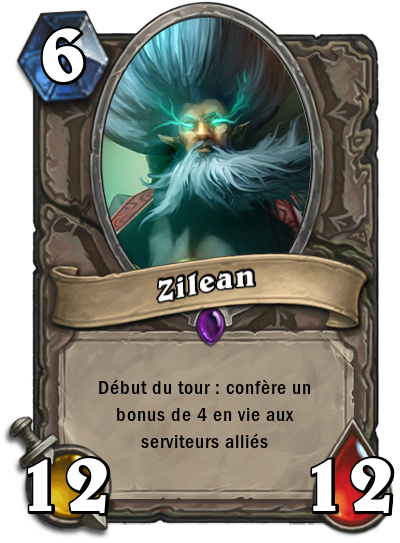 6
Zilean
Début du tour : confère un
bonus de 4 en vie aux
serviteurs alliés
12
12